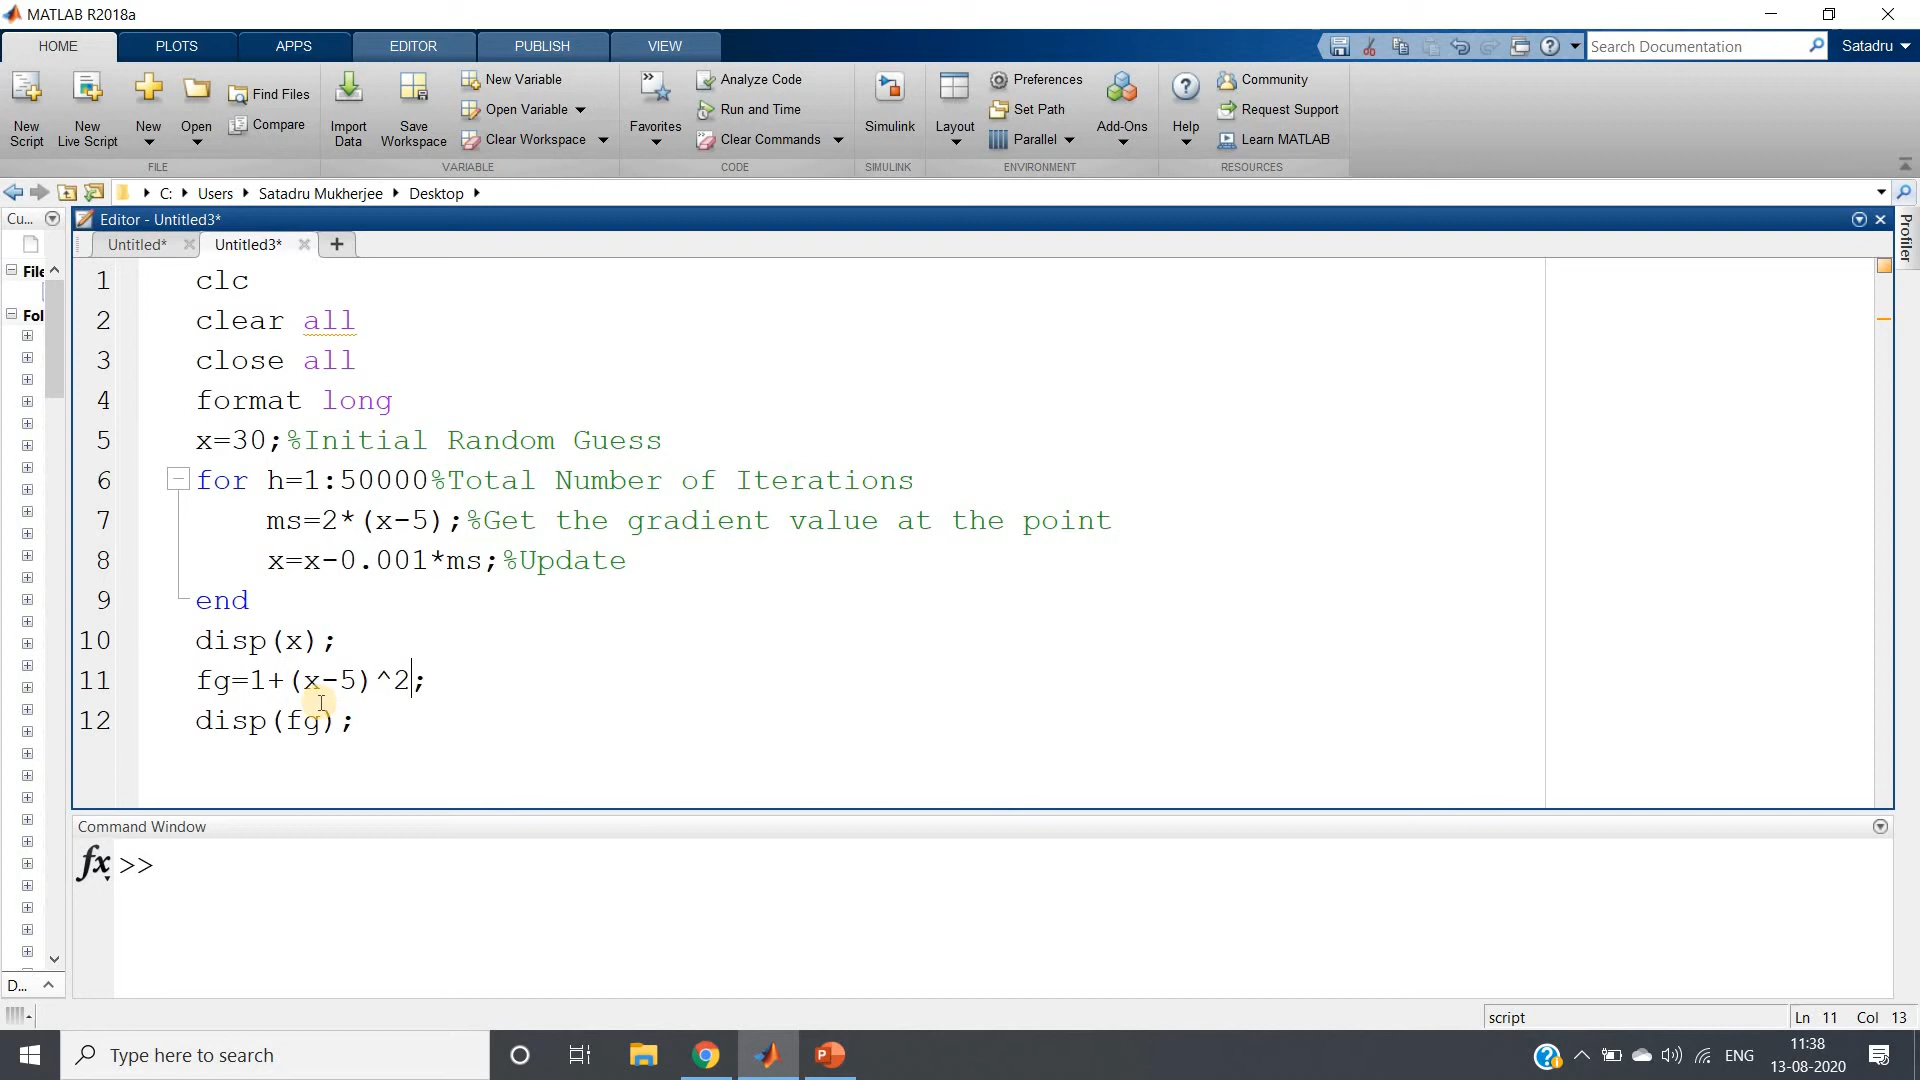 MATLAB R2018a
HOME PLOTS APPS EDITOR PUBLISH VIEW
Search Documentation
Satadru
New Script
New Live Script
New
Open
Find Files
Compare
Import Data
Save Workspace
New Variable
Open Variable
Clear Workspace
Favorites
Analyze Code
Run and Time
Clear Commands
Simulink
Layout
Preferences
Set Path
Parallel
Add-Ons
Help
Community
Request Support
Learn MATLAB
FILE VARIABLE CODE SIMULINK ENVIRONMENT RESOURCES
C: Users Satadru Mukherjee Desktop
Cu...
Editor - Untitled3*
Untitled* Untitled3*
Profiler
File
Fol
D...
1 clc
2 clear all
3 close all
4 format long
5 x=30;%Initial Random Guess
6 for h=1:50000%Total Number of Iterations
7 ms=2*(x-5);%Get the gradient value at the point
8 x=x-0.001*ms;%Update
9 end
10 disp(x);
11 fg=1+(x-5)^2;
12 disp(fg);
Command Window
fx >>
script
Ln 11 Col 13
Type here to search
ENG
11:38
13-08-2020